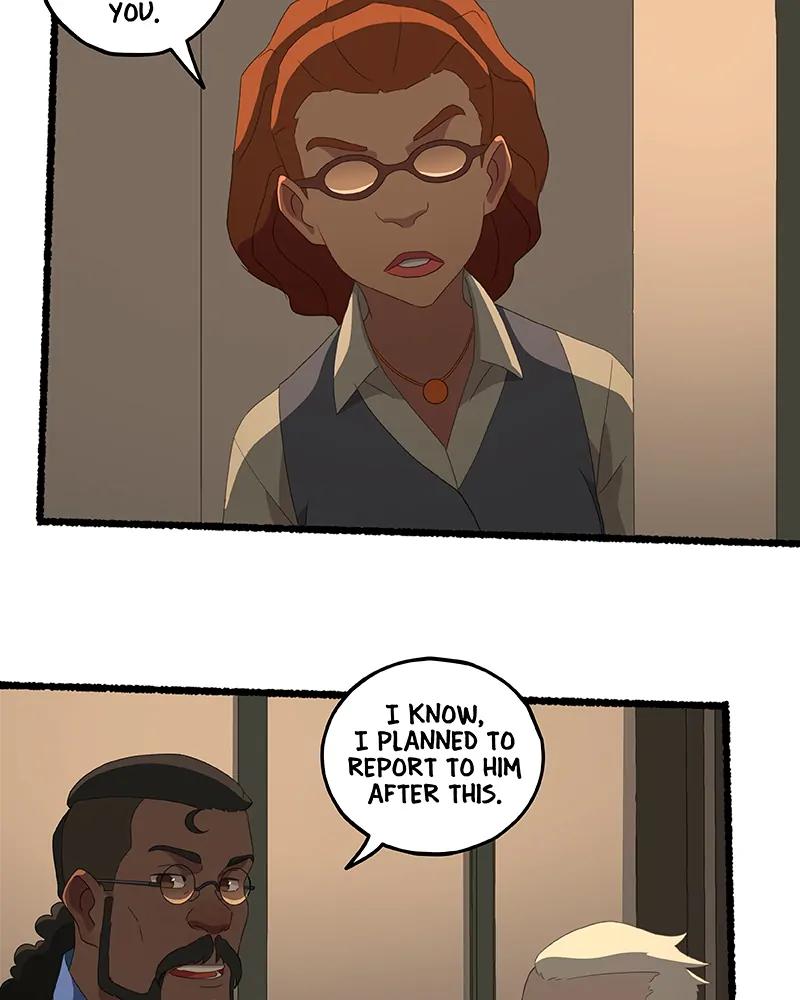 YOU.
I KNOW,
I PLANNED TO
REPORT TO HIM
AFTER THIS.